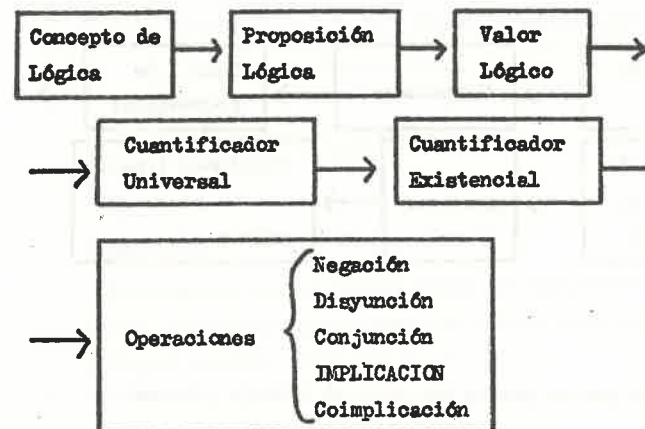 Concepto de
Lógica
Proposición
Lógica
Valor
Lógico
Cuantificador
Universal
Cuantificador
Existencial
Operaciones
Negación
Disyunción
Conjunción
IMPLICACION
Coimplicación